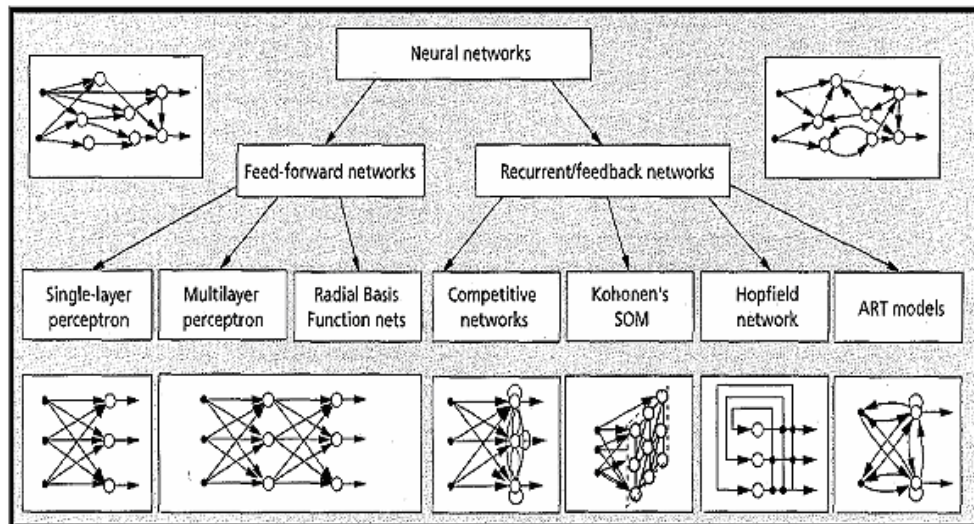 Neural networks
Feed-forward networks
Recurrent/feedback networks
Single-layer
perceptron
Multilayer
perceptron
Radial Basis
Function nets
Competitive
networks
Kohonen's
SOM
Hopfield
network
ART models